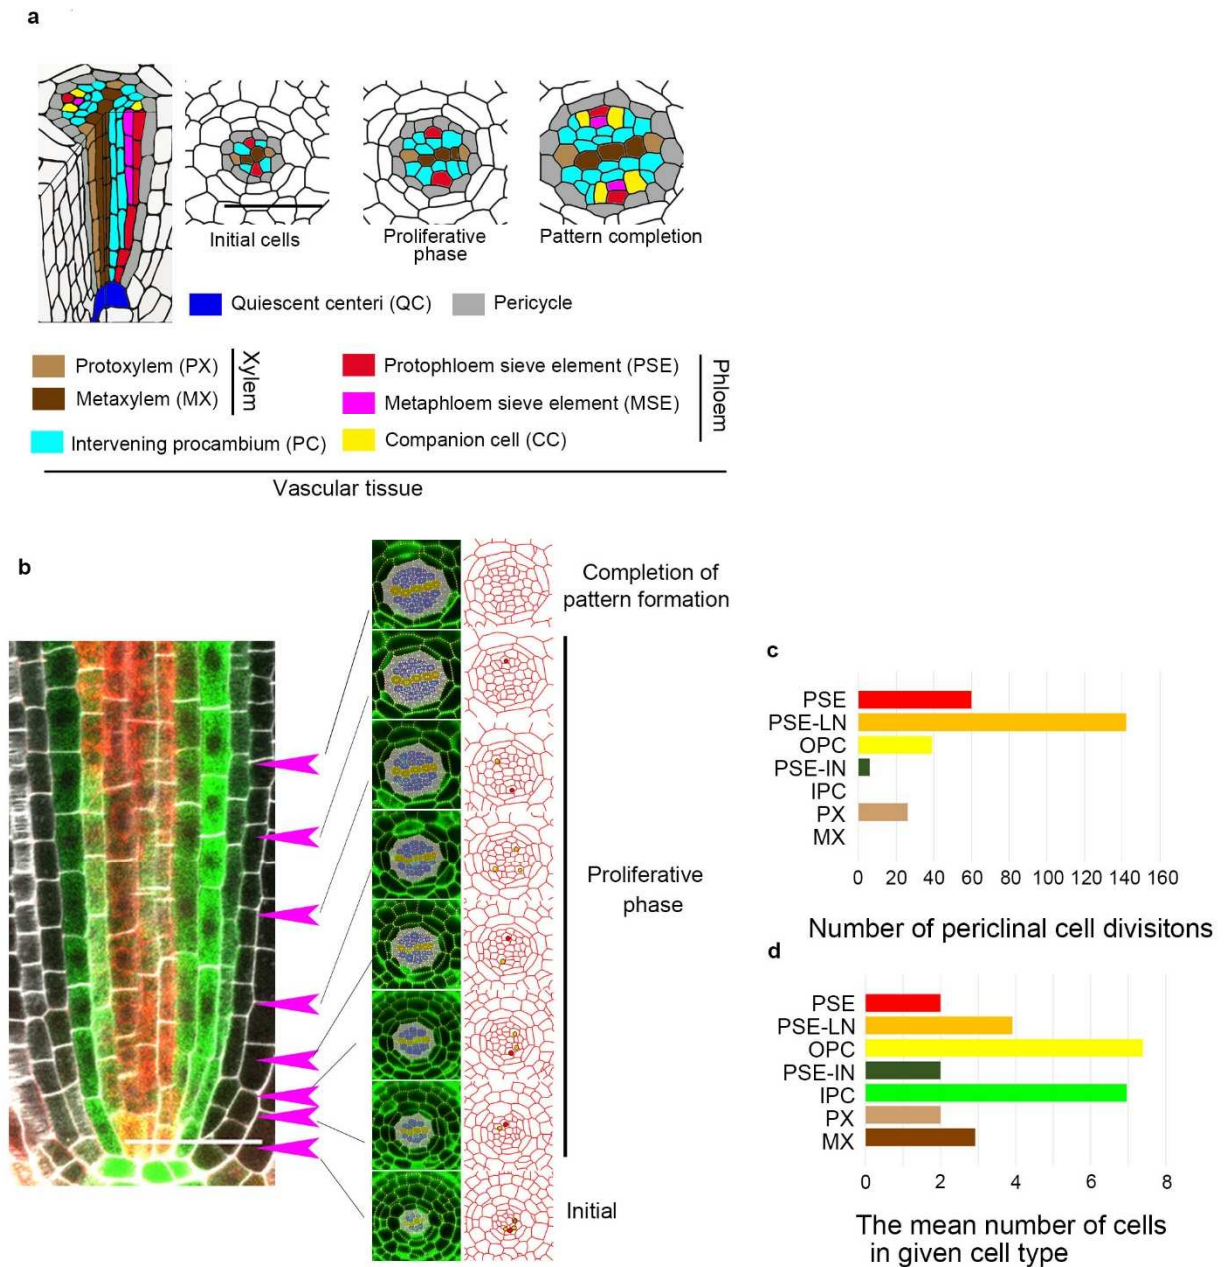 a
Initial cells
Proliferative
phase
Pattern completion
Quiescent centeri (QC)
Pericycle
Protoxylem (PX)
Metaxylem (MX)
Xylem
Intervening procambium (PC)
Protophloem sieve element (PSE)
Metaphloem sieve element (MSE)
Companion cell (CC)
Phloem
Vascular tissue
b
Completion of
pattern formation
Proliferative
phase
Initial
c
PSE
PSE-LN
OPC
PSE-IN
IPC
PX
MX
0 20 40 60 80 100 120 140 160
Number of periclinal cell divisitons
d
PSE
PSE-LN
OPC
PSE-IN
IPC
PX
MX
0 2 4 6 8
The mean number of cells
in given cell type